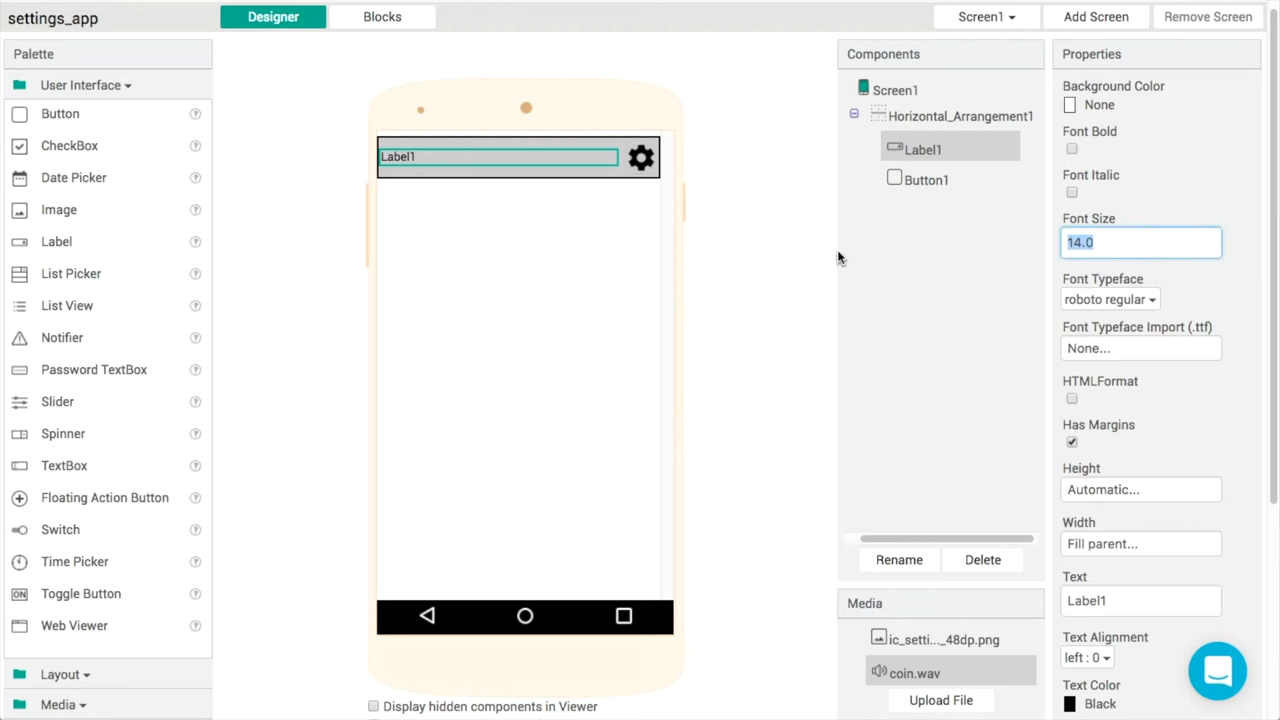 settings_app
Designer
Blocks
Screen1
Add Screen
Remove Screen
Palette
User Interface
Button ?
CheckBox ?
Date Picker ?
Image ?
Label ?
List Picker ?
List View ?
Notifier ?
Password TextBox ?
Slider ?
Spinner ?
TextBox ?
Floating Action Button ?
Switch ?
Time Picker ?
ON Toggle Button ?
Web Viewer ?
Layout
Media
Label1
Display hidden components in Viewer
Components
Screen1
Horizontal_Arrangement1
Label1
Button1
Rename
Delete
Media
ic_setti..._48dp.png
coin.wav
Upload File
Properties
Background Color
None
Font Bold
Font Italic
Font Size
14.0
Font Typeface
roboto regular
Font Typeface Import (.ttf)
None...
HTMLFormat
Has Margins
Height
Automatic...
Width
Fill parent...
Text
Label1
Text Alignment
left : 0
Text Color
Black